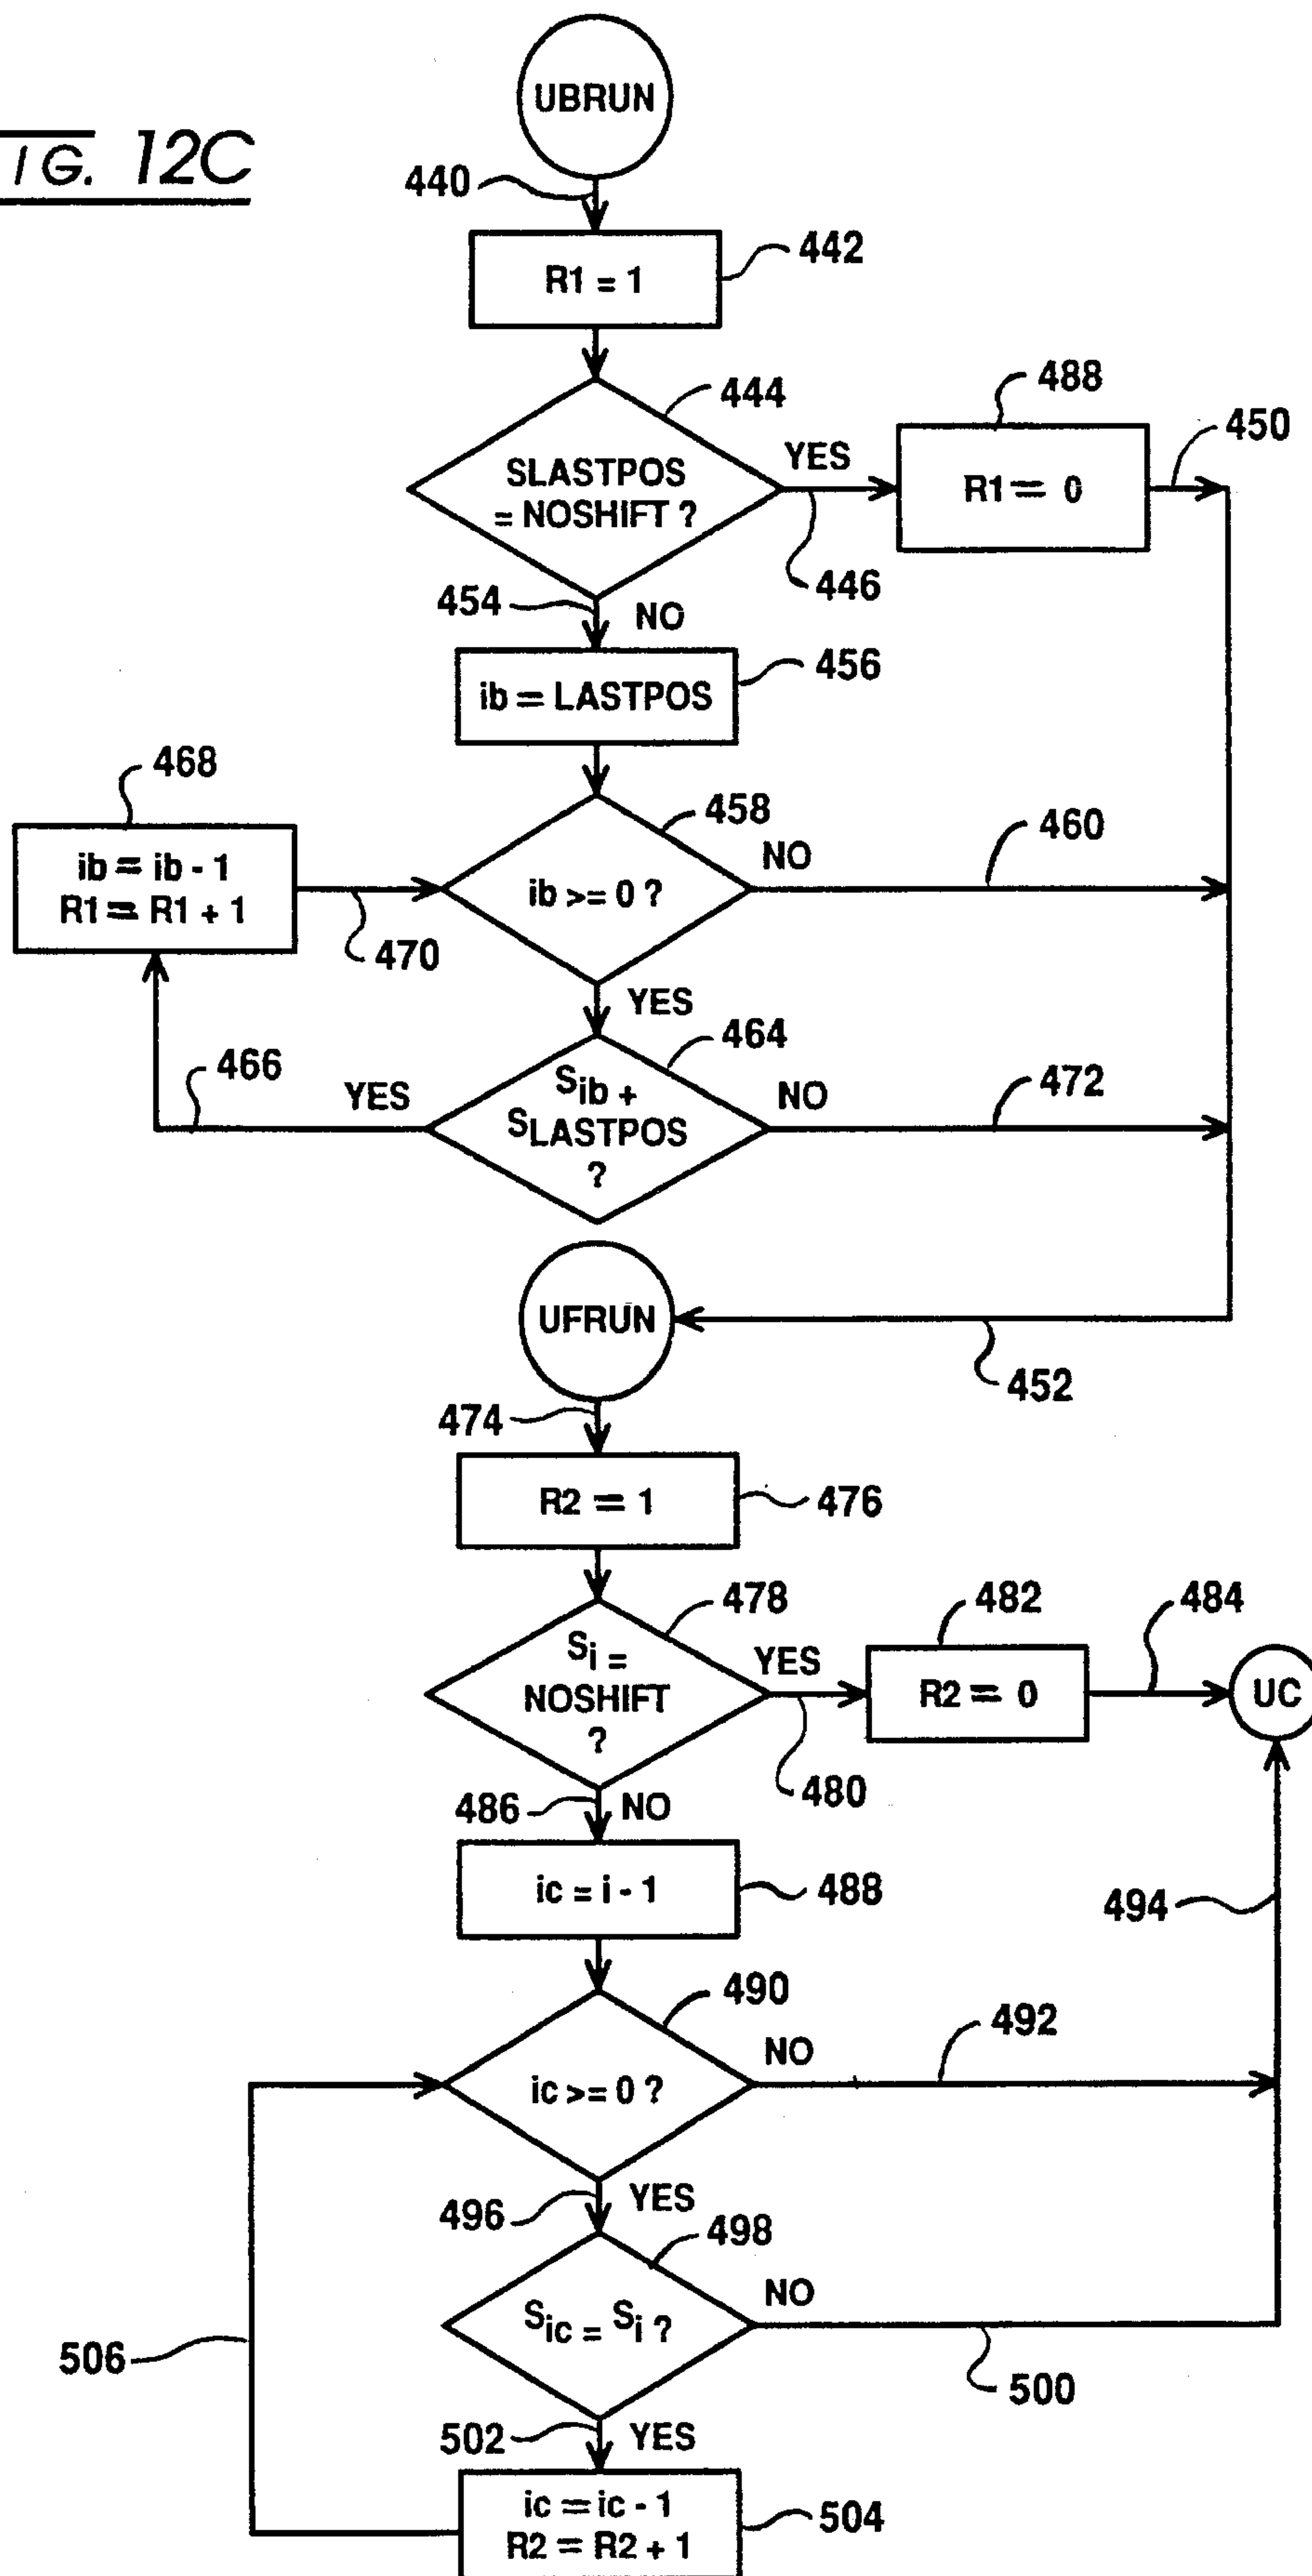 UBRUN
IG. 12C
440
R1 = 1
442
444
SLASTPOS
= NOSHIFT ?
YES
446
488
R1 = 0
450
454
NO
ib = LASTPOS
456
468
ib = ib - 1
R1 = R1 + 1
470
458
ib >= 0 ?
NO
460
YES
464
466
YES
Sib +
SLASTPOS
?
NO
472
UFRUN
452
474
R2 = 1
476
478
Si =
NOSHIFT
?
YES
480
482
R2 = 0
484
UC
486
NO
ic = i - 1
488
494
490
ic >= 0 ?
NO
492
496
YES
498
Sic = Si ?
NO
500
506
502
YES
ic = ic - 1
R2 = R2 + 1
504